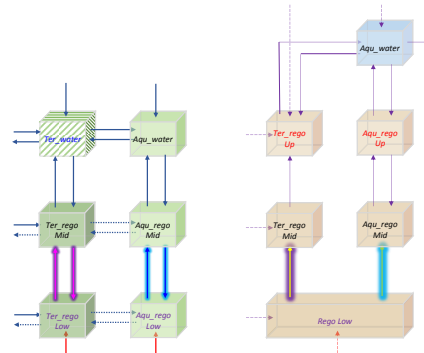 Aqu_water
Ter_water
Aqu_water
Ter_rego
Up
Aqu_rego
Up
Ter_rego
Mid
Aqu_rego
Mid
Ter_rego
Mid
Aqu_rego
Mid
Ter_rego
Low
Aqu_rego
Low
Rego Low